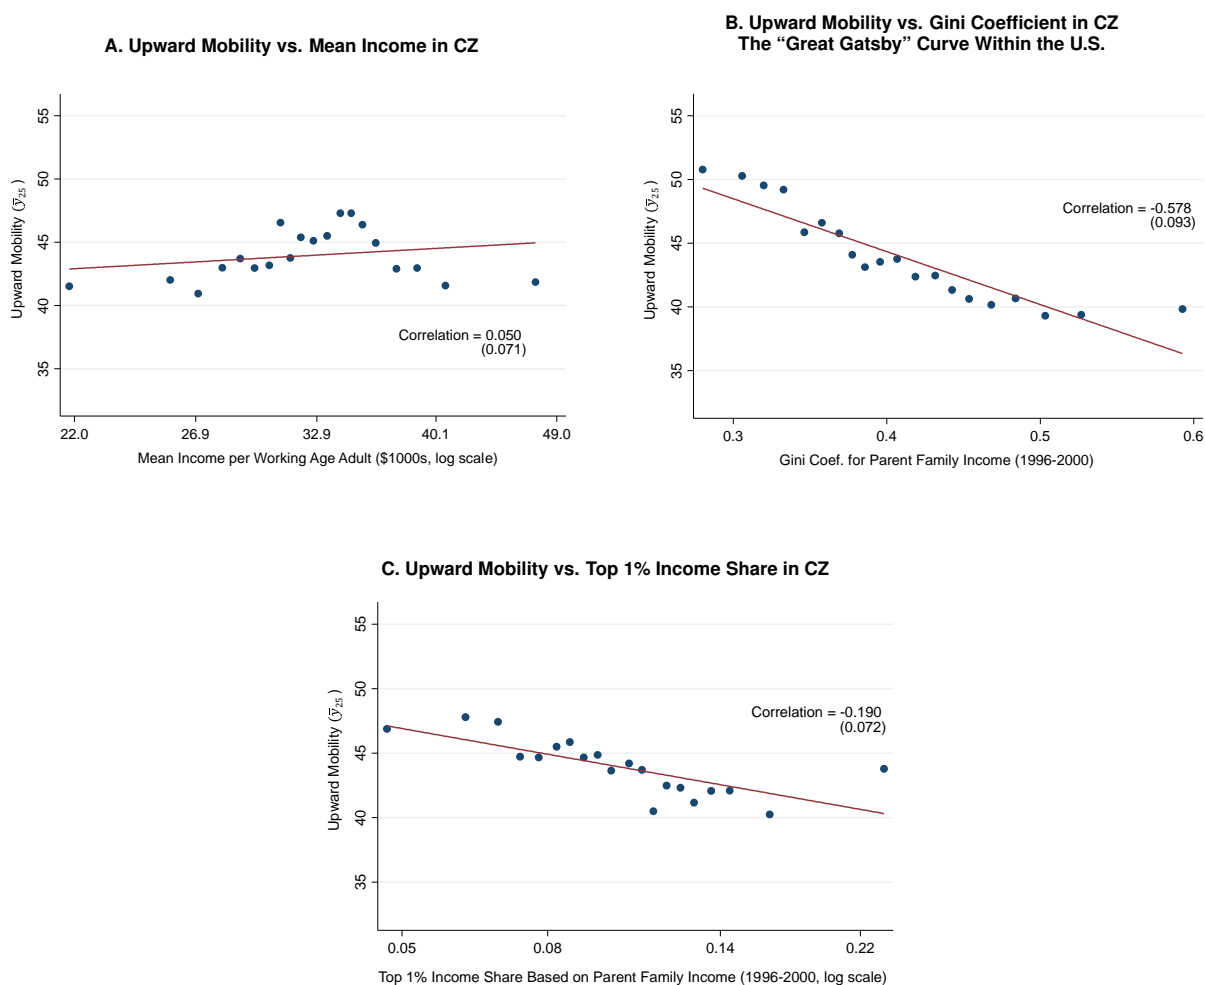 A. Upward Mobility vs. Mean Income in CZ
Upward Mobility (y̅₂₅)
55
50
45
40
35
Correlation = 0.050
(0.071)
22.0 26.9 32.9 40.1 49.0
Mean Income per Working Age Adult ($1000s, log scale)
B. Upward Mobility vs. Gini Coefficient in CZ
The “Great Gatsby” Curve Within the U.S.
Upward Mobility (y̅₂₅)
55
50
45
40
35
Correlation = -0.578
(0.093)
0.3 0.4 0.5 0.6
Gini Coef. for Parent Family Income (1996-2000)
C. Upward Mobility vs. Top 1% Income Share in CZ
Upward Mobility (y̅₂₅)
55
50
45
40
35
Correlation = -0.190
(0.072)
0.05 0.08 0.14 0.22
Top 1% Income Share Based on Parent Family Income (1996-2000, log scale)